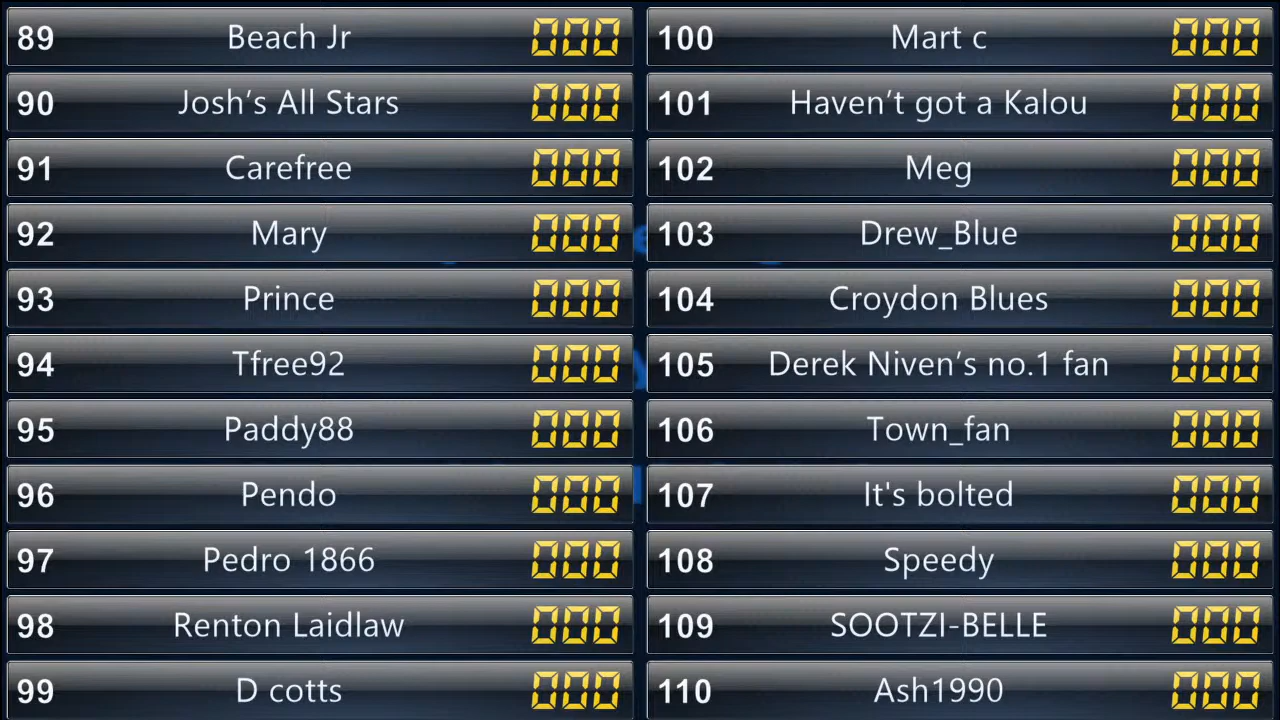 89 Beach Jr 000
90 Josh’s All Stars 000
91 Carefree 000
92 Mary 000
93 Prince 000
94 Tfree92 000
95 Paddy88 000
96 Pendo 000
97 Pedro 1866 000
98 Renton Laidlaw 000
99 D cotts 000
100 Mart c 000
101 Haven’t got a Kalou 000
102 Meg 000
103 Drew_Blue 000
104 Croydon Blues 000
105 Derek Niven’s no.1 fan 000
106 Town_fan 000
107 It's bolted 000
108 Speedy 000
109 SOOTZI-BELLE 000
110 Ash1990 000